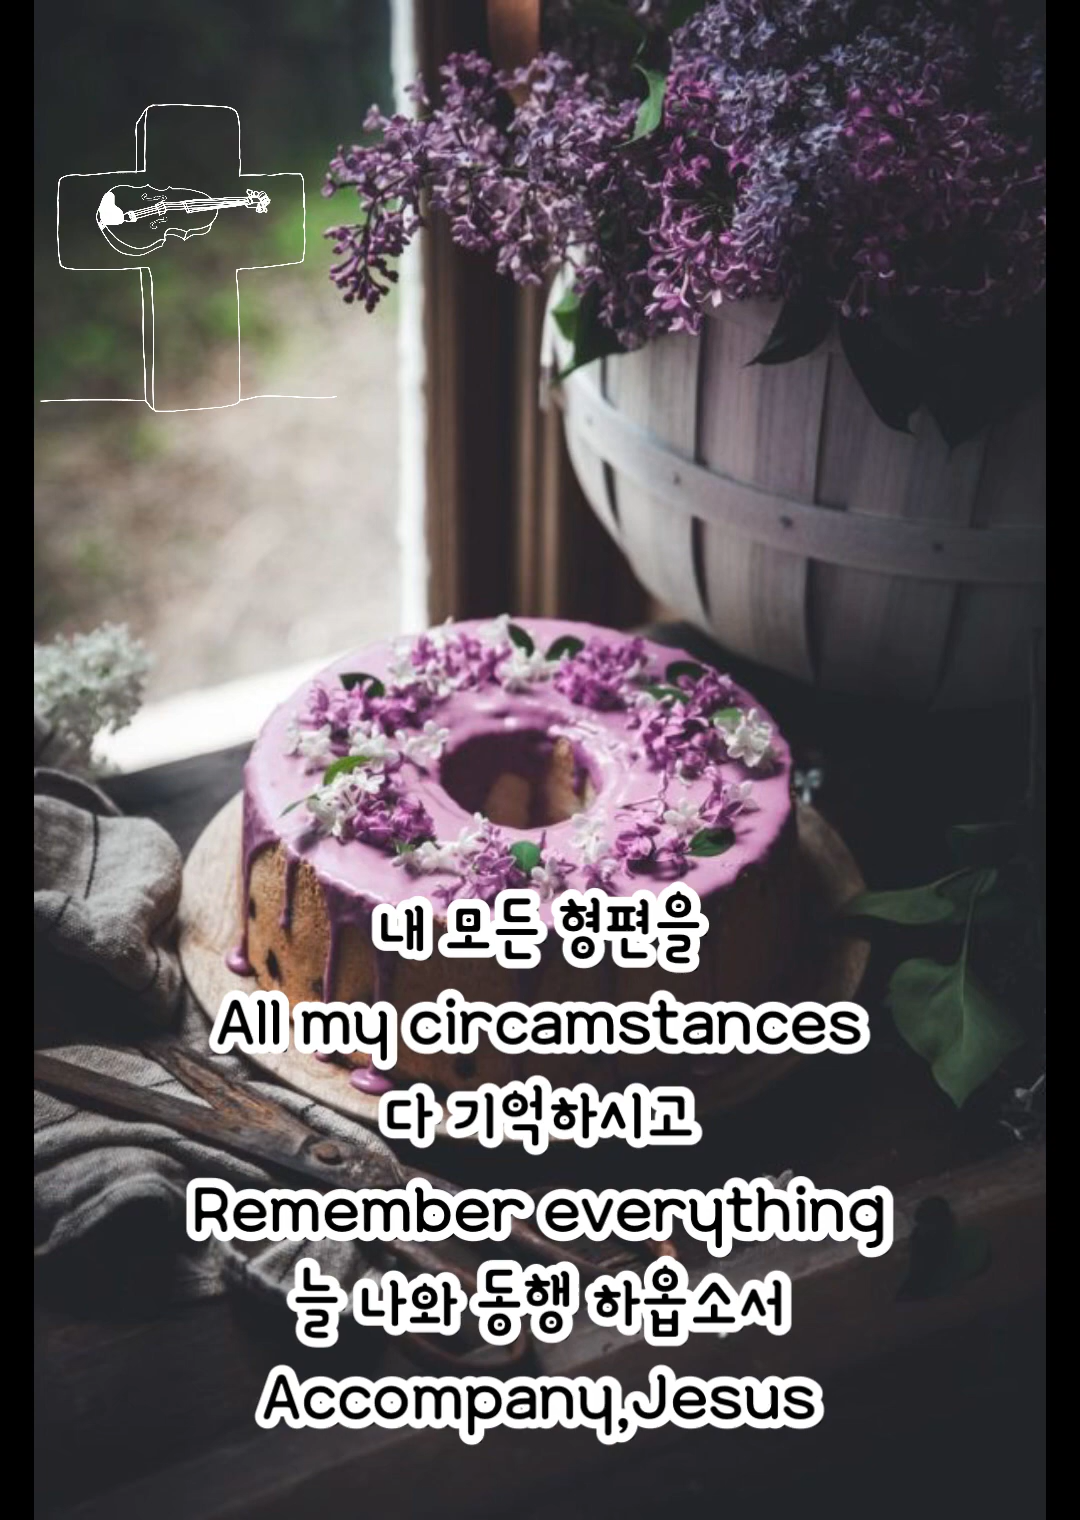 내 모든 형편을
All my circamstances
다 기억하시고
Remember everything
늘 나와 동행 하옵소서
Accompany,Jesus